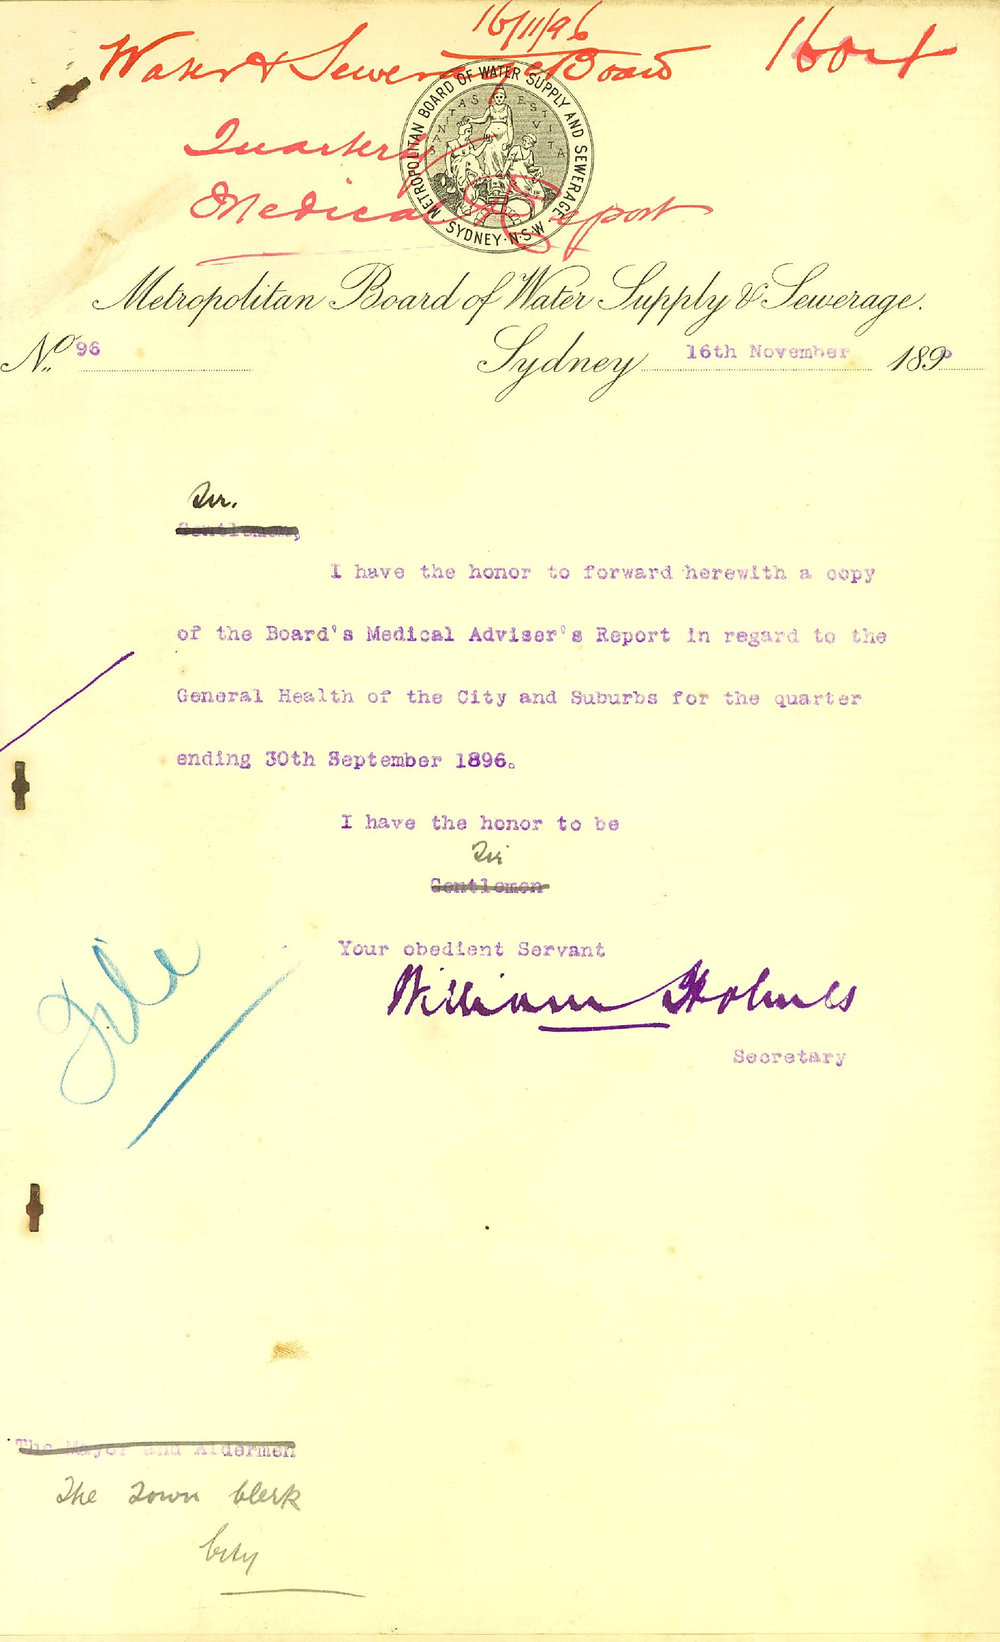 16/11/96
Water & Sewerage Board
Quarterly
Medical Report
METROPOLITAN BOARD OF WATER SUPPLY AND SEWERAGE
SYDNEY·N·S·W
SANITAS EST VITA
Metropolitan Board of Water Supply & Sewerage.
No. 96
Sydney 16th November 1896
Sir.
Gentlemen,
I have the honor to forward herewith a copy
of the Board's Medical Adviser's Report in regard to the
General Health of the City and Suburbs for the quarter
ending 30th September 1896.
I have the honor to be
Sir
Gentlemen
Your obedient Servant
William Holmes
Secretary
File
The Mayor and Aldermen
The Town Clerk
City